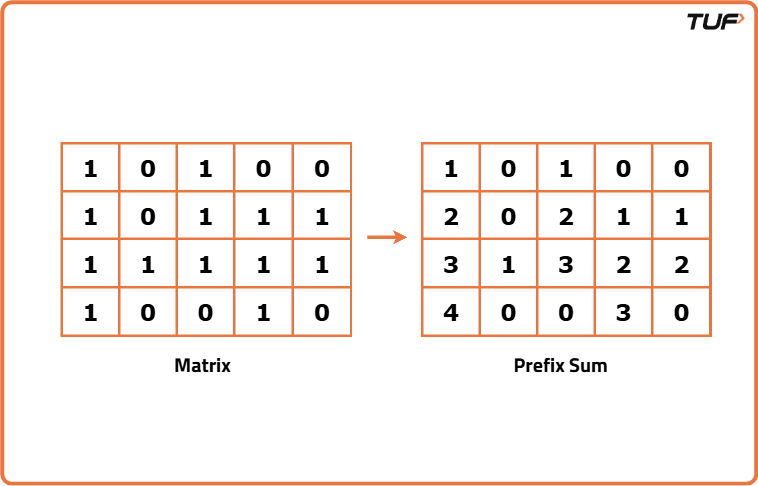 TUF
1 0 1 0 0 1 0 1 0 0
1 0 1 1 1 2 0 2 1 1
1 1 1 1 1 3 1 3 2 2
1 0 0 1 0 4 0 0 3 0
Matrix Prefix Sum